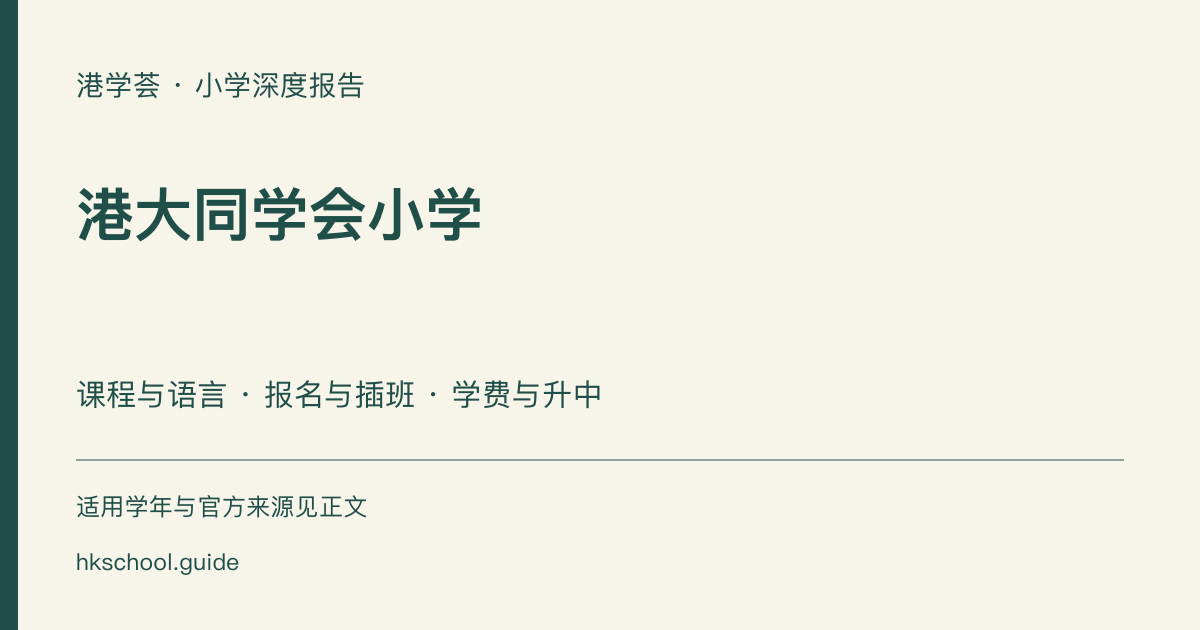 港学荟 · 小学深度报告
港大同学会小学
课程与语言 · 报名与插班 · 学费与升中
适用学年与官方来源见正文
hkschool.guide